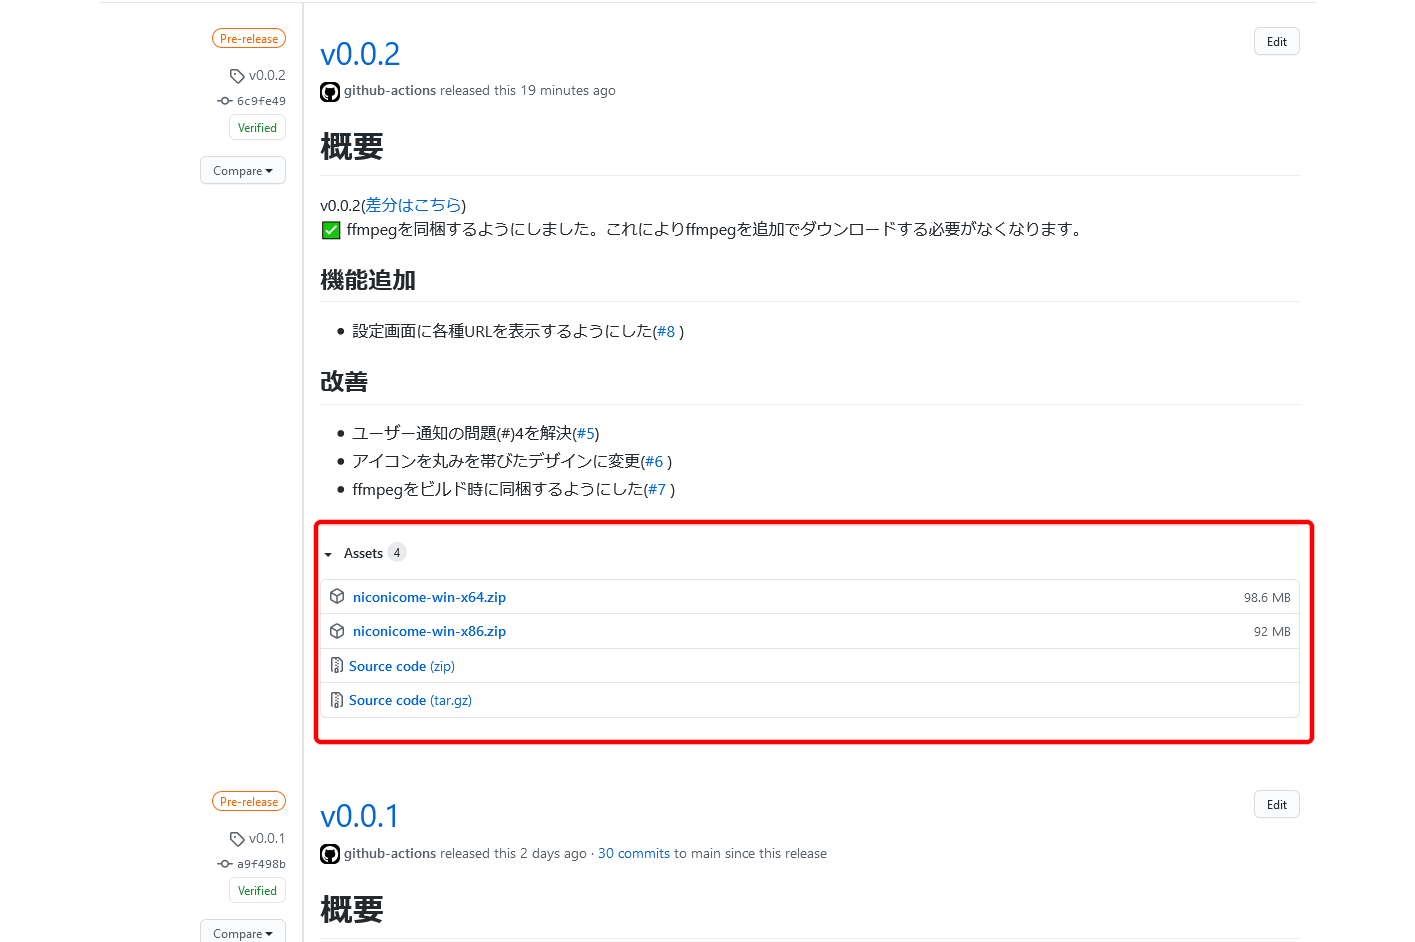 Pre-release
v0.0.2
6c9fe49
Verified
Compare
v0.0.2
Edit
github-actions released this 19 minutes ago
概要
v0.0.2(差分はこちら)
✅ ffmpegを同梱するようにしました。これによりffmpegを追加でダウンロードする必要がなくなります。
機能追加
• 設定画面に各種URLを表示するようにした(#8 )
改善
• ユーザー通知の問題(#)4を解決(#5)
• アイコンを丸みを帯びたデザインに変更(#6 )
• ffmpegをビルド時に同梱するようにした(#7 )
Assets 4
niconicome-win-x64.zip 98.6 MB
niconicome-win-x86.zip 92 MB
Source code (zip)
Source code (tar.gz)
Pre-release
v0.0.1
a9f498b
Verified
Compare
v0.0.1
Edit
github-actions released this 2 days ago · 30 commits to main since this release
概要